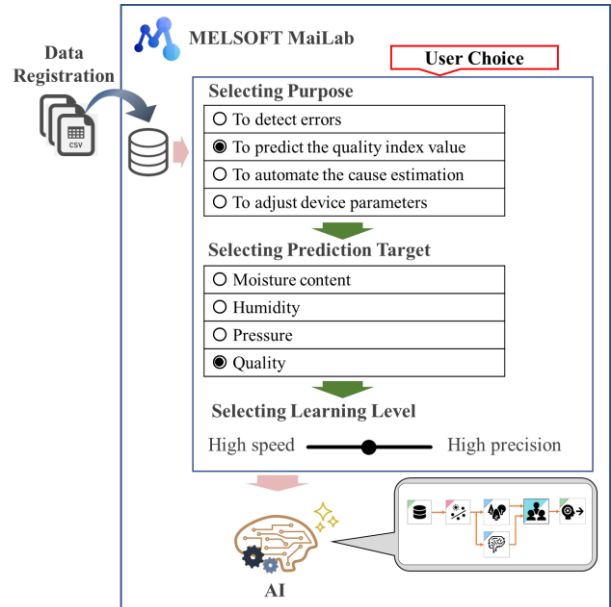 MELSOFT MaiLab
Data
Registration
User Choice
CSV
Selecting Purpose
To detect errors
To predict the quality index value
To automate the cause estimation
To adjust device parameters
Selecting Prediction Target
Moisture content
Humidity
Pressure
Quality
Selecting Learning Level
High speed
High precision
AI